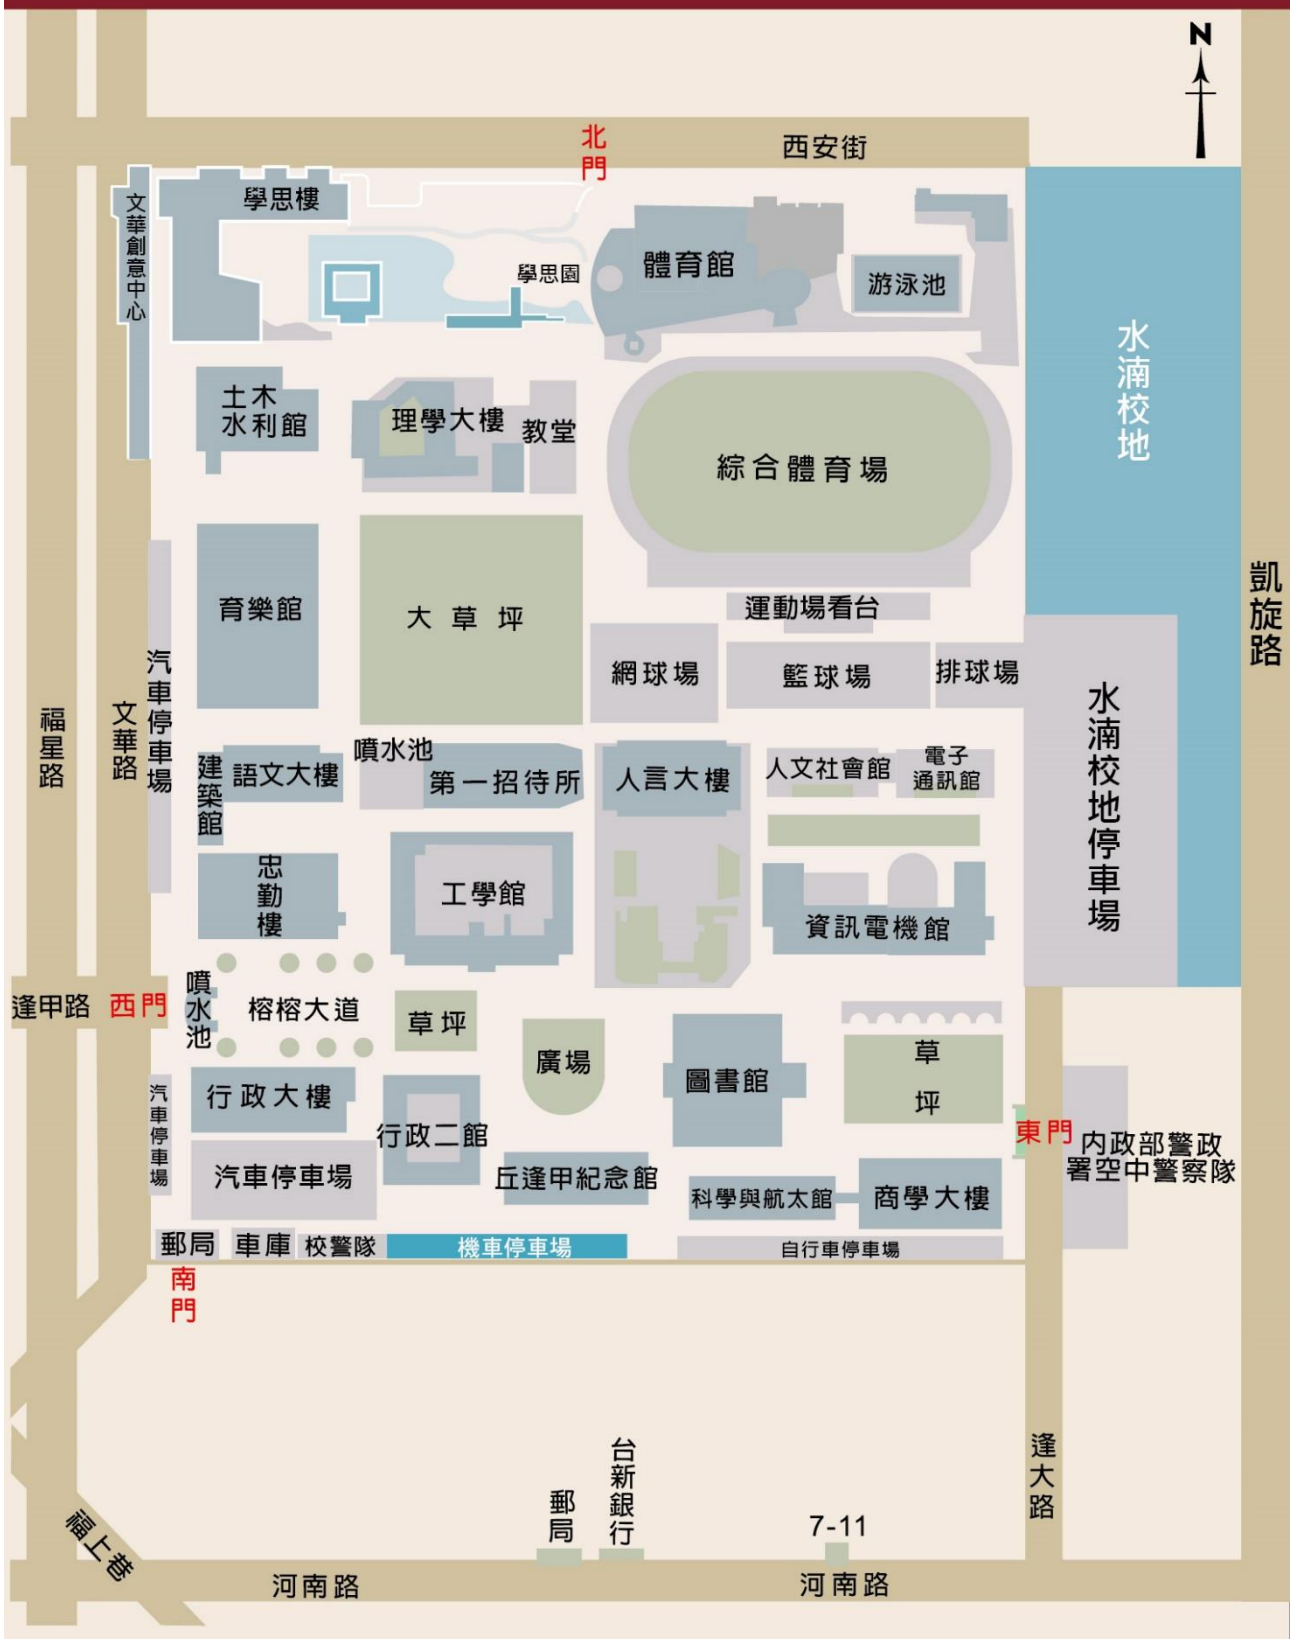 N
北門
西安街
文華創意中心
學思樓
學思園
體育館
游泳池
水湳校地
土木
水利館
理學大樓
教堂
綜合體育場
凱旋路
育樂館
大草坪
運動場看台
網球場
籃球場
排球場
福星路
文華路
汽車停車場
水湳校地停車場
建築館
語文大樓
噴水池
第一招待所
人言大樓
人文社會館
電子
通訊館
忠勤樓
工學館
資訊電機館
逢甲路
西門
噴水池
榕榕大道
草坪
廣場
圖書館
草坪
汽車停車場
行政大樓
行政二館
東門
內政部警政
署空中警察隊
汽車停車場
丘逢甲紀念館
科學與航太館
商學大樓
郵局
車庫
校警隊
機車停車場
自行車停車場
南門
逢大路
郵局
台新銀行
7-11
福上巷
河南路
河南路